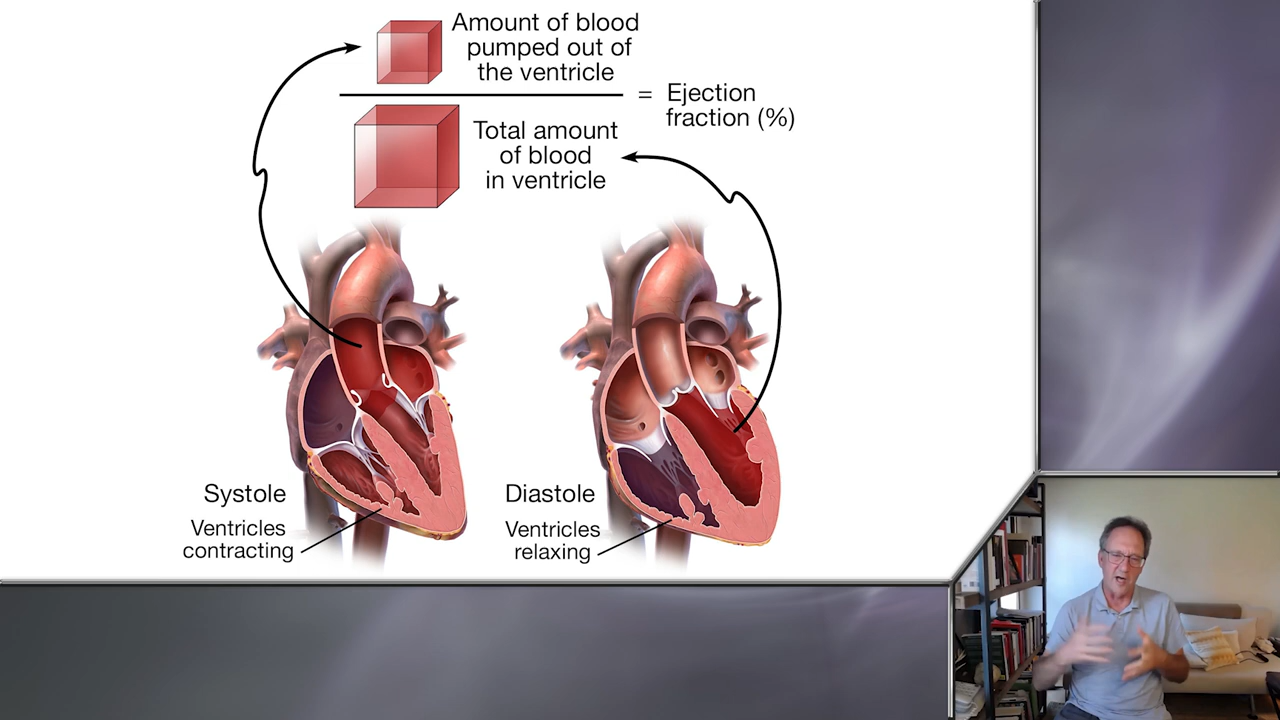 Amount of blood
pumped out of
the ventricle
= Ejection
fraction (%)
Total amount
of blood
in ventricle
Systole
Ventricles
contracting
Diastole
Ventricles
relaxing